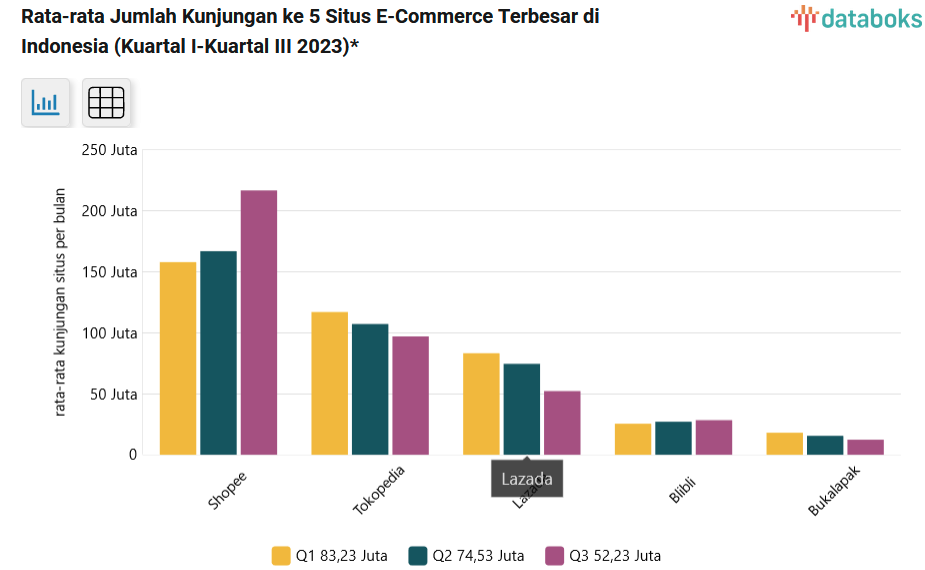 Rata-rata Jumlah Kunjungan ke 5 Situs E-Commerce Terbesar di
Indonesia (Kuartal I-Kuartal III 2023)*
databoks
rata-rata kunjungan situs per bulan
250 Juta
200 Juta
150 Juta
100 Juta
50 Juta
0
Shopee
Tokopedia
Lazada
Lazada
Blibli
Bukalapak
Q1 83,23 Juta
Q2 74,53 Juta
Q3 52,23 Juta